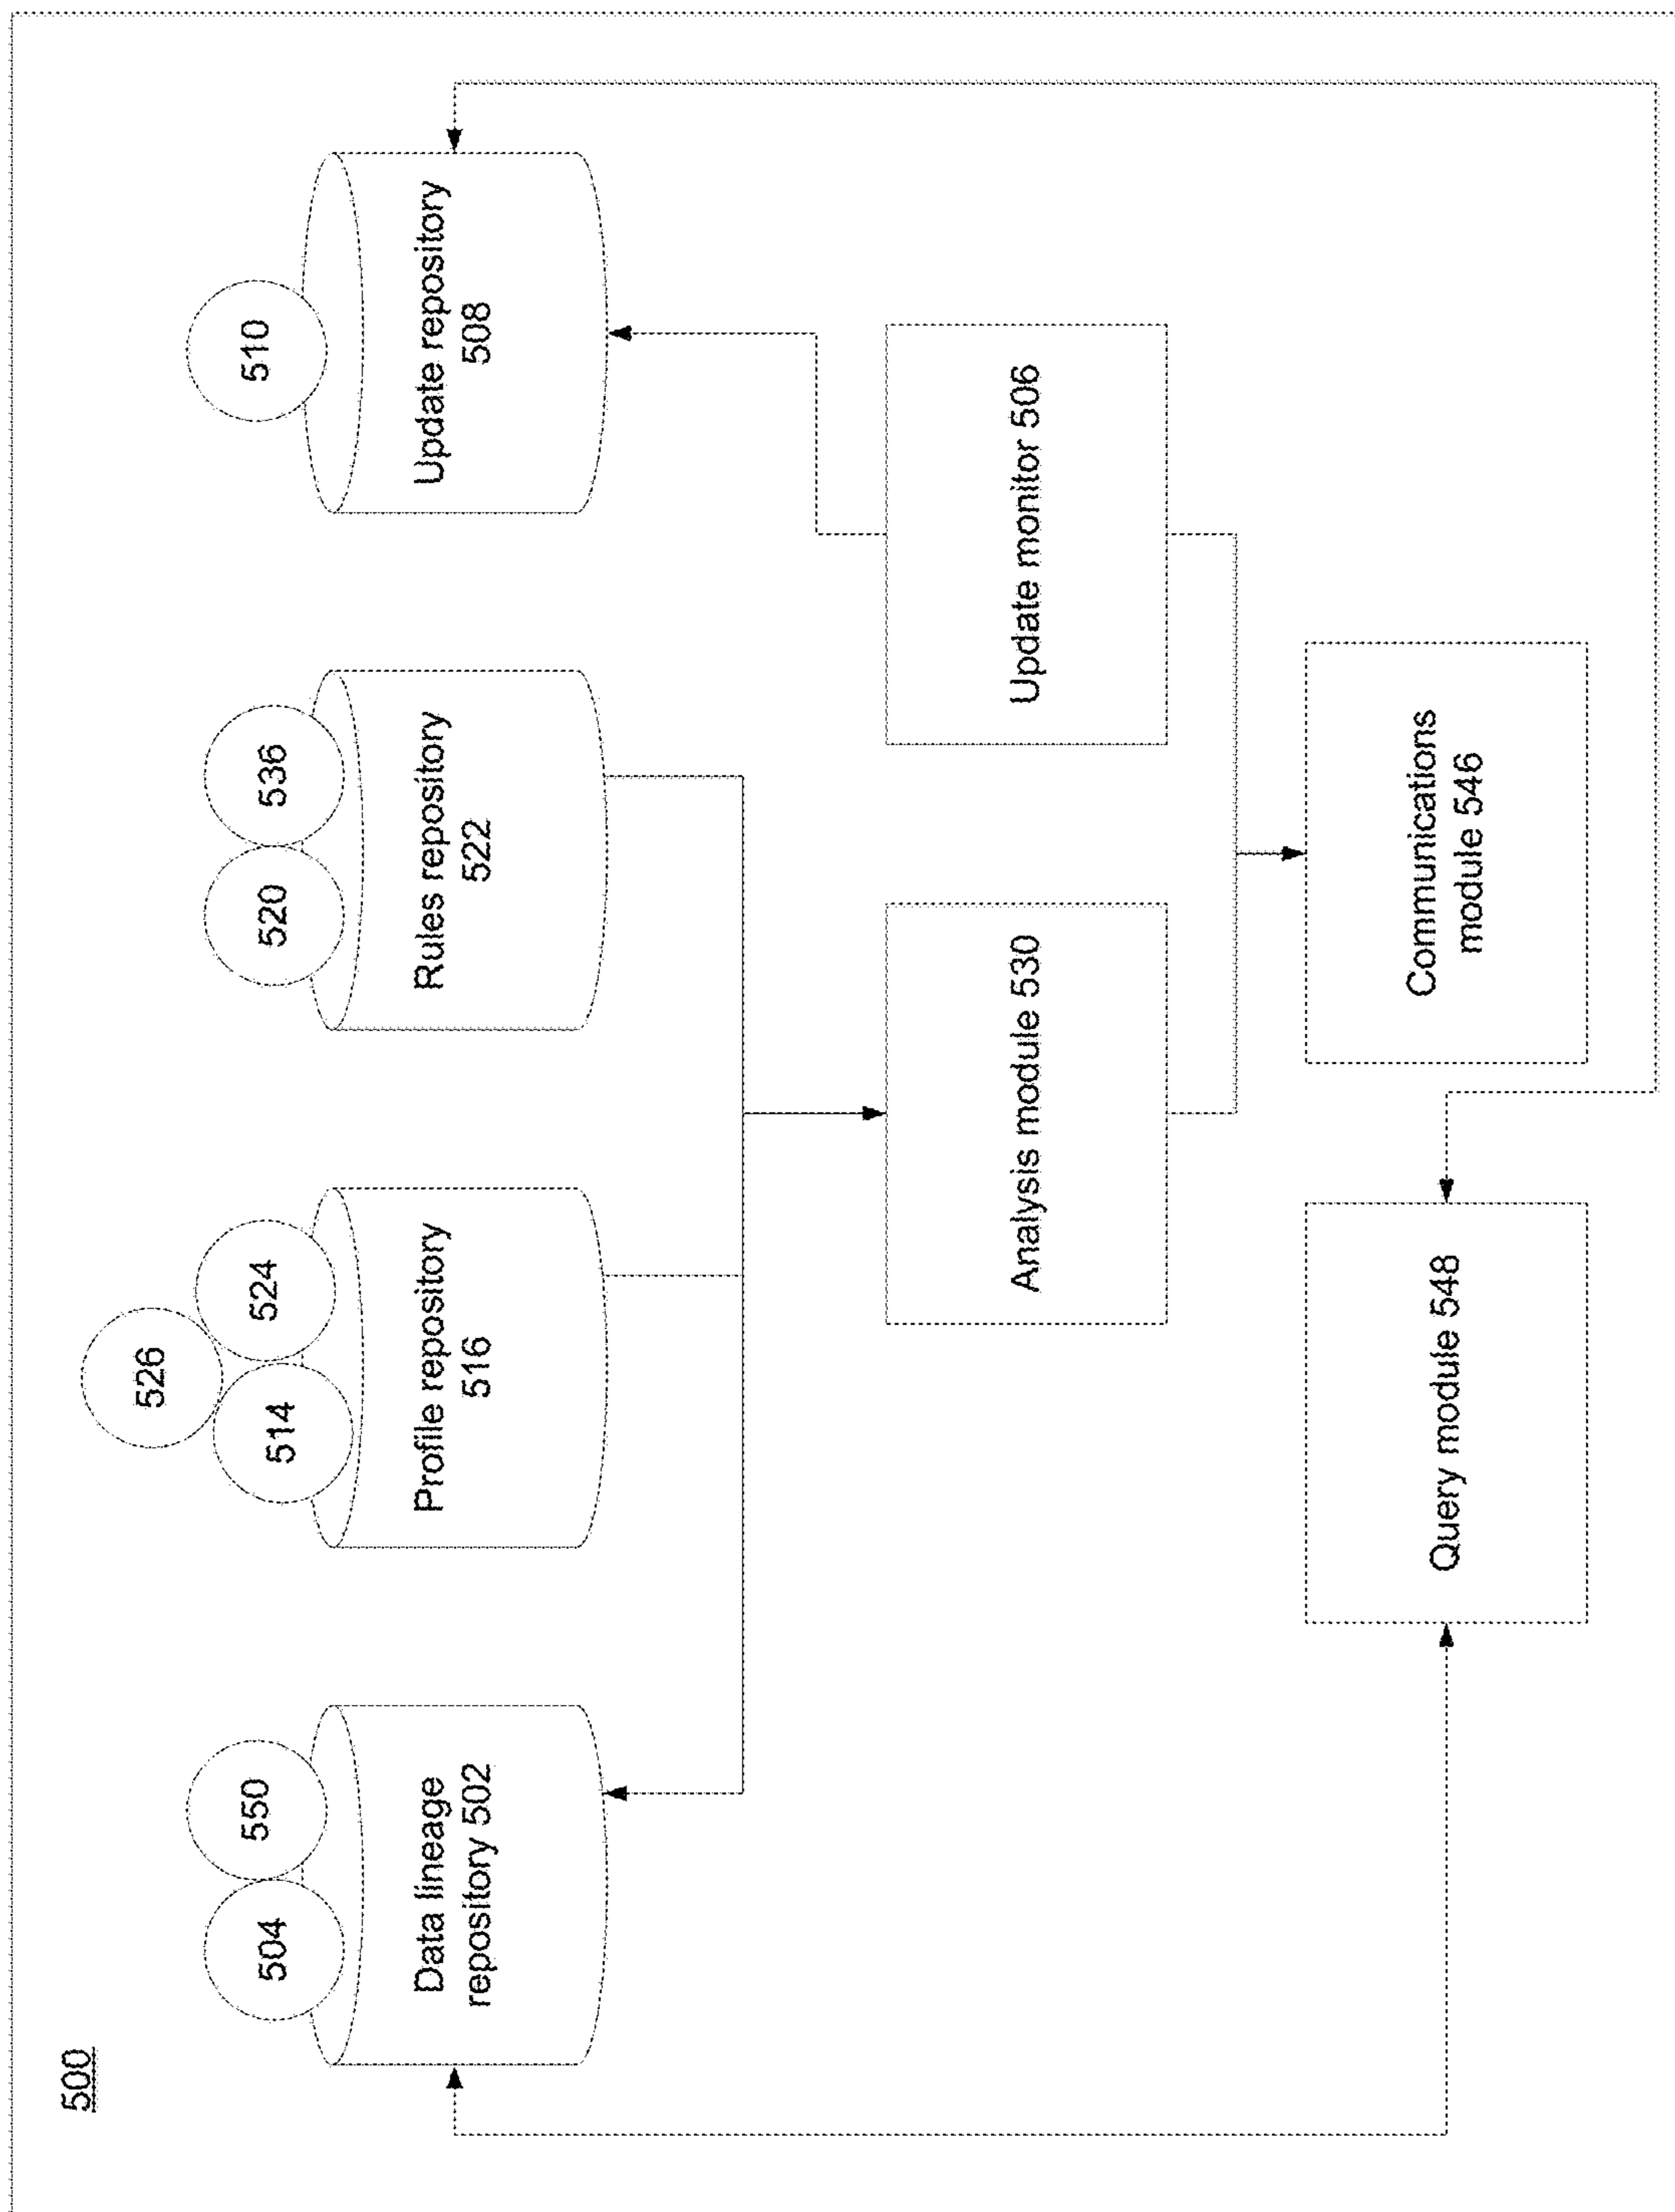 500
504
550
Data lineage
repository 502
526
514
524
Profile repository
516
520
536
Rules repository
522
510
Update repository
508
Analysis module 530
Update monitor 506
Query module 548
Communications
module 546